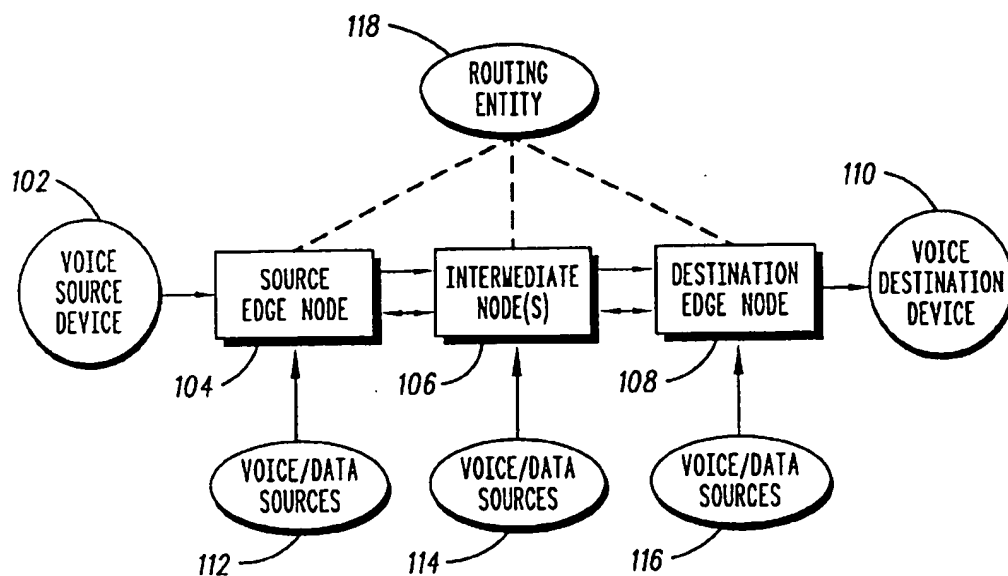 118
ROUTING
ENTITY
102
110
VOICE
SOURCE
DEVICE
SOURCE
EDGE NODE
INTERMEDIATE
NODE(S)
DESTINATION
EDGE NODE
VOICE
DESTINATION
DEVICE
104
106
108
VOICE/DATA
SOURCES
VOICE/DATA
SOURCES
VOICE/DATA
SOURCES
112
114
116